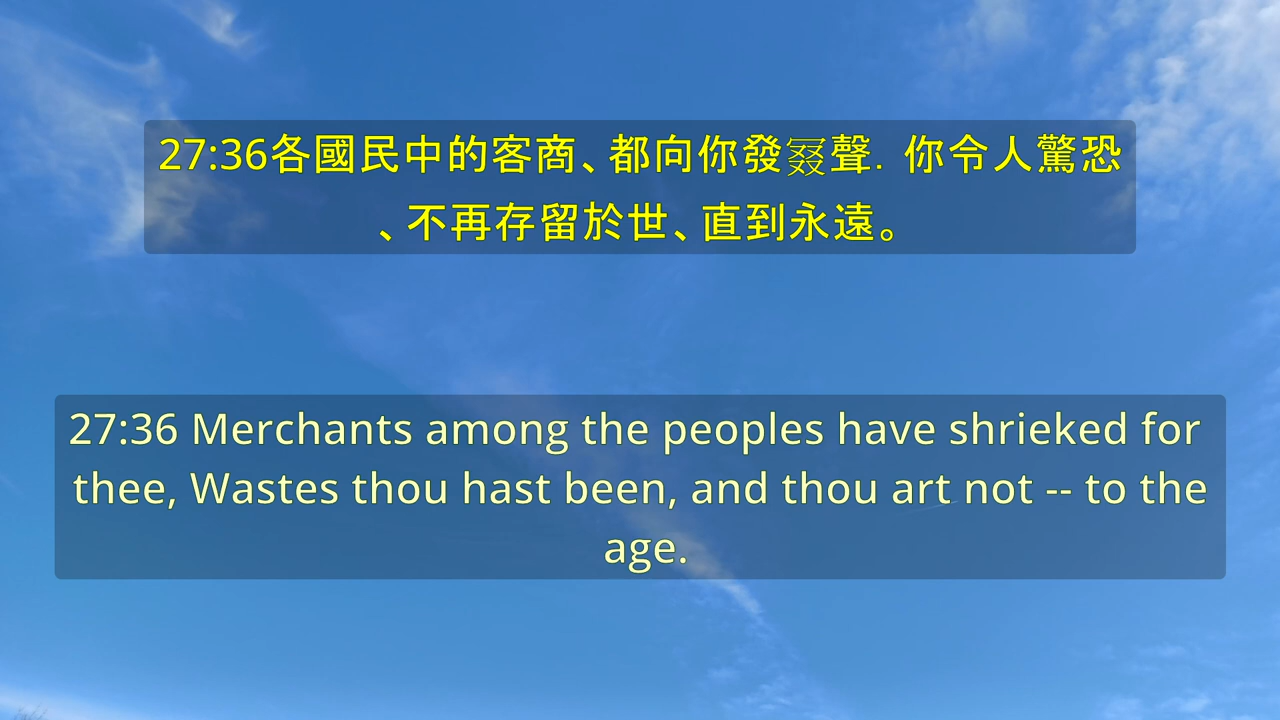 27:36各國民中的客商、都向你發聲．你令人驚恐
、不再存留於世、直到永遠。
27:36 Merchants among the peoples have shrieked for
thee, Wastes thou hast been, and thou art not -- to the
age.